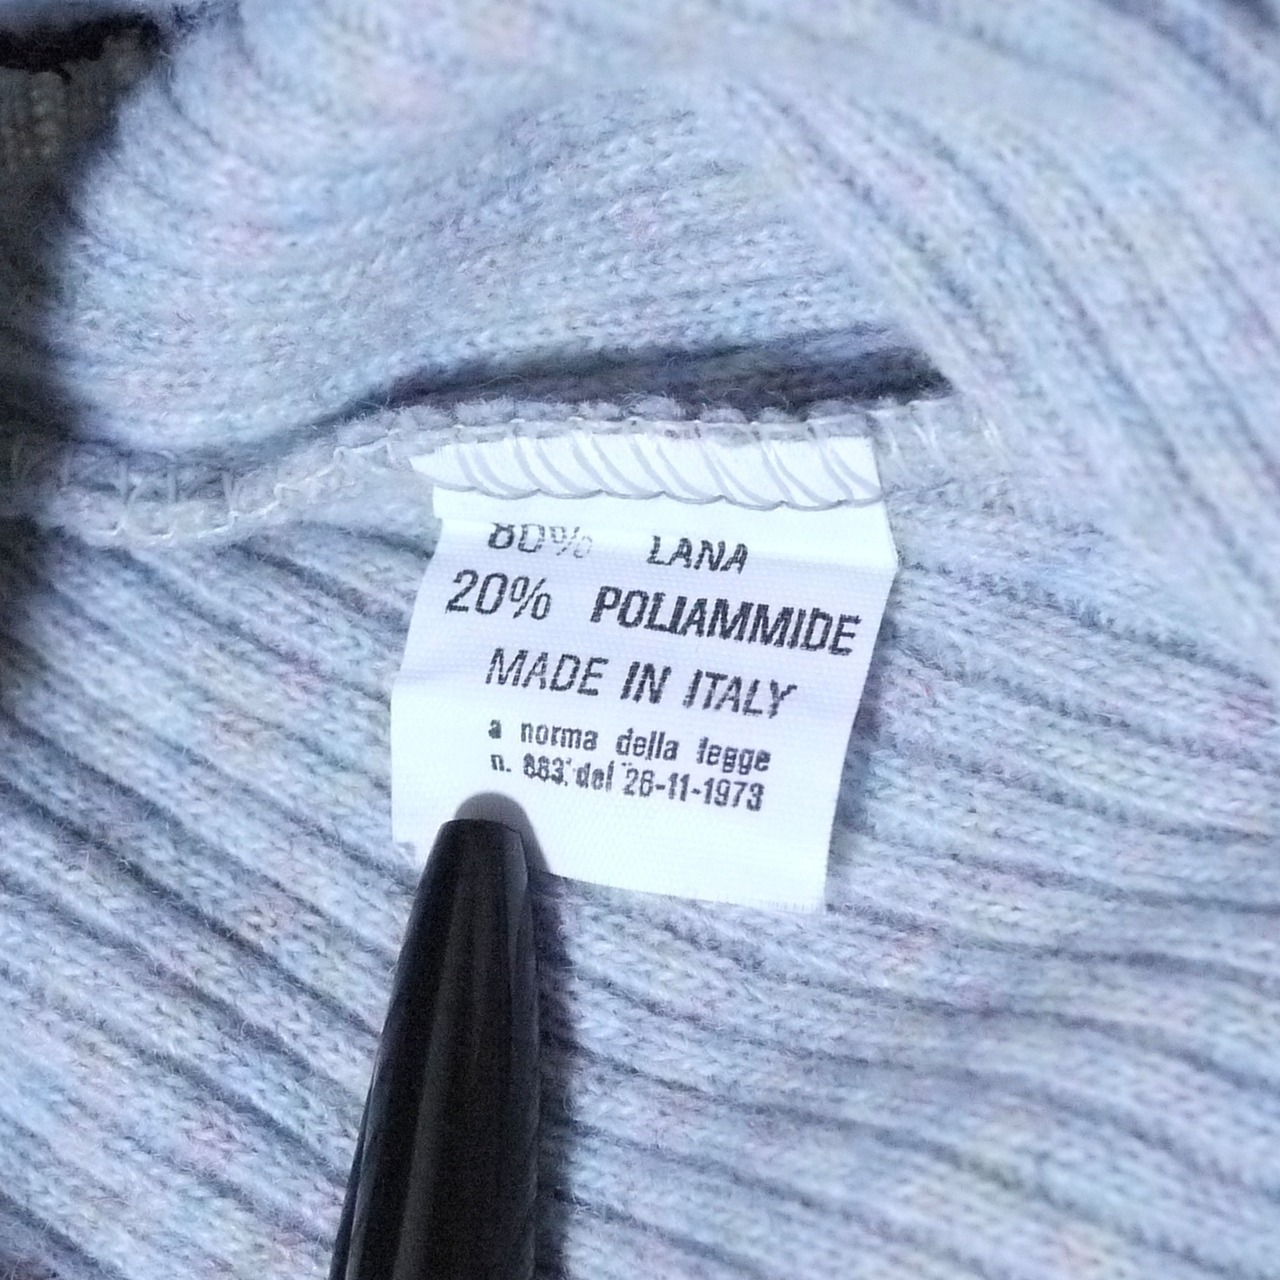 80% LANA
20% POLIAMMIDE
MADE IN ITALY
a norma della legge
n. 883. del 26-11-1973